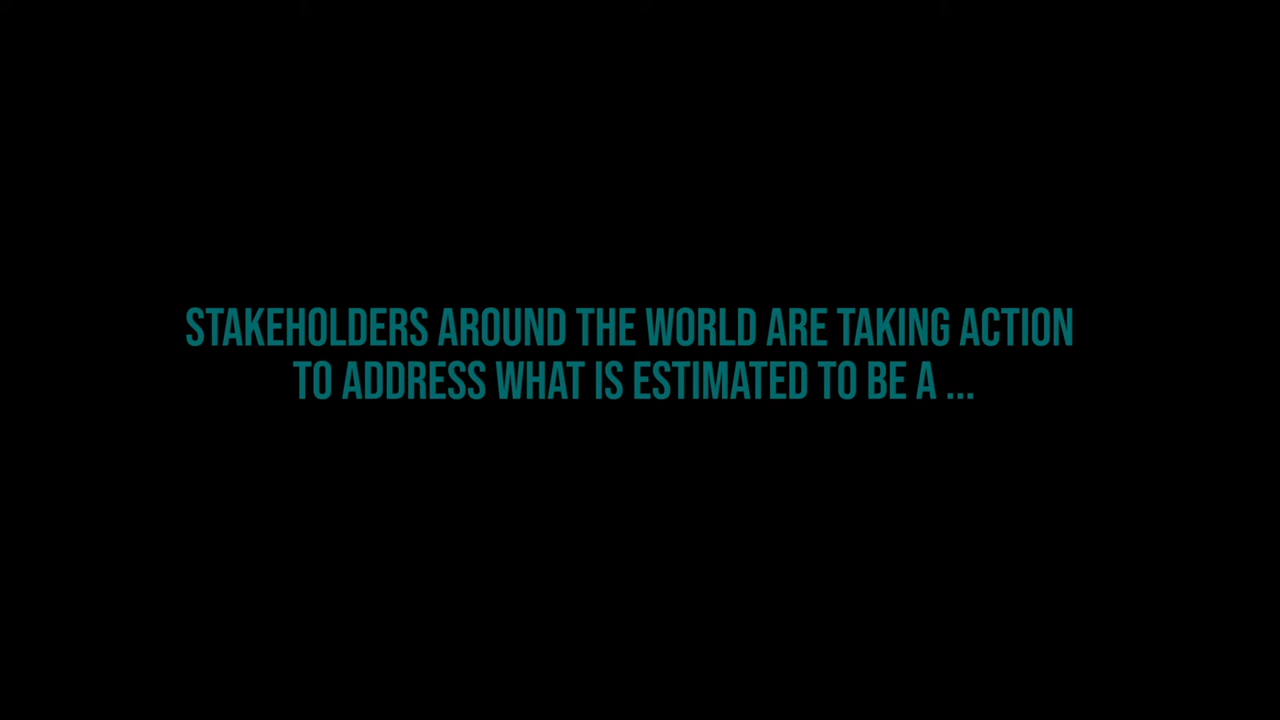 STAKEHOLDERS AROUND THE WORLD ARE TAKING ACTION
TO ADDRESS WHAT IS ESTIMATED TO BE A ...